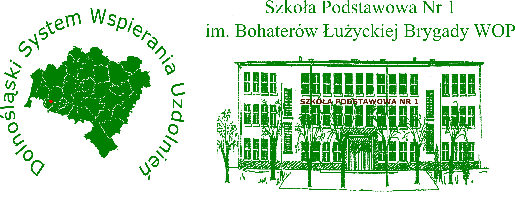 Dolnośląski System Wspierania Uzdolnień
Szkoła Podstawowa Nr 1
im. Bohaterów Łużyckiej Brygady WOP
SZKOŁA PODSTAWOWA NR 1